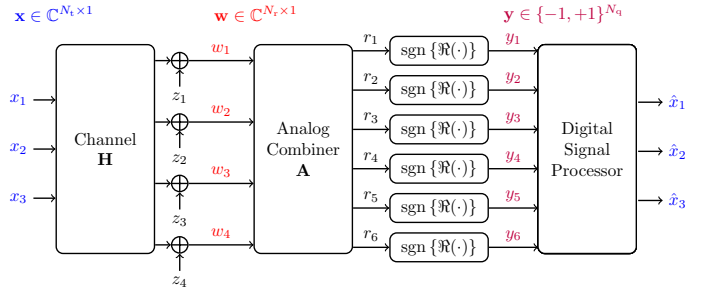 𝐱 ∈ ℂ^{N_t×1}
𝐰 ∈ ℂ^{N_r×1}
𝐲 ∈ {−1, +1}^{N_q}
x_1
x_2
x_3
Channel
𝐇
z_1
z_2
z_3
z_4
w_1
w_2
w_3
w_4
Analog
Combiner
𝐀
r_1
r_2
r_3
r_4
r_5
r_6
sgn {ℜ(·)}
sgn {ℜ(·)}
sgn {ℜ(·)}
sgn {ℜ(·)}
sgn {ℜ(·)}
sgn {ℜ(·)}
y_1
y_2
y_3
y_4
y_5
y_6
Digital
Signal
Processor
x̂_1
x̂_2
x̂_3